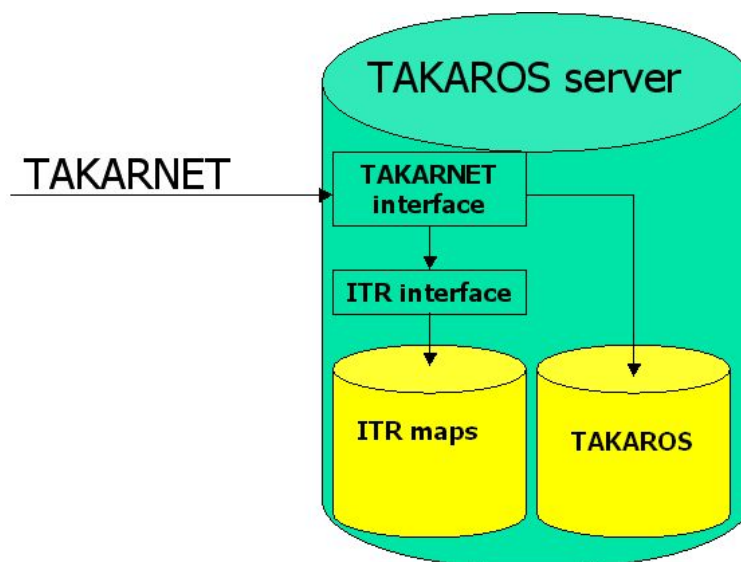 TAKAROS server
TAKARNET
TAKARNET
interface
ITR interface
ITR maps
TAKAROS